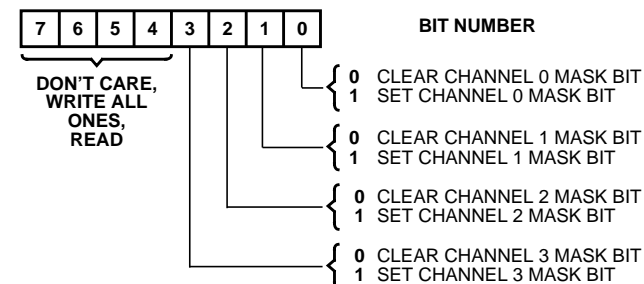 7 6 5 4 3 2 1 0 BIT NUMBER
DON'T CARE,
WRITE ALL
ONES,
READ
0 CLEAR CHANNEL 0 MASK BIT
1 SET CHANNEL 0 MASK BIT
0 CLEAR CHANNEL 1 MASK BIT
1 SET CHANNEL 1 MASK BIT
0 CLEAR CHANNEL 2 MASK BIT
1 SET CHANNEL 2 MASK BIT
0 CLEAR CHANNEL 3 MASK BIT
1 SET CHANNEL 3 MASK BIT